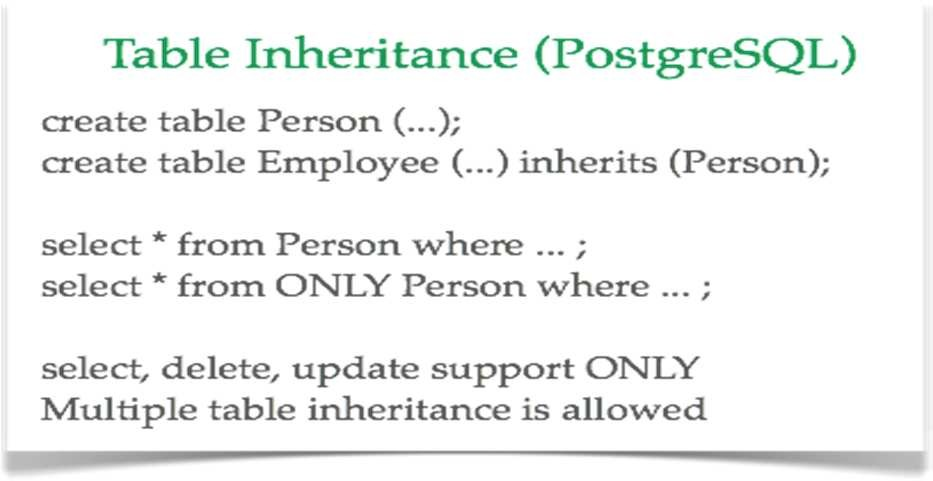 Table Inheritance (PostgreSQL)
create table Person (...);
create table Employee (...) inherits (Person);
select * from Person where ... ;
select * from ONLY Person where ... ;
select, delete, update support ONLY
Multiple table inheritance is allowed